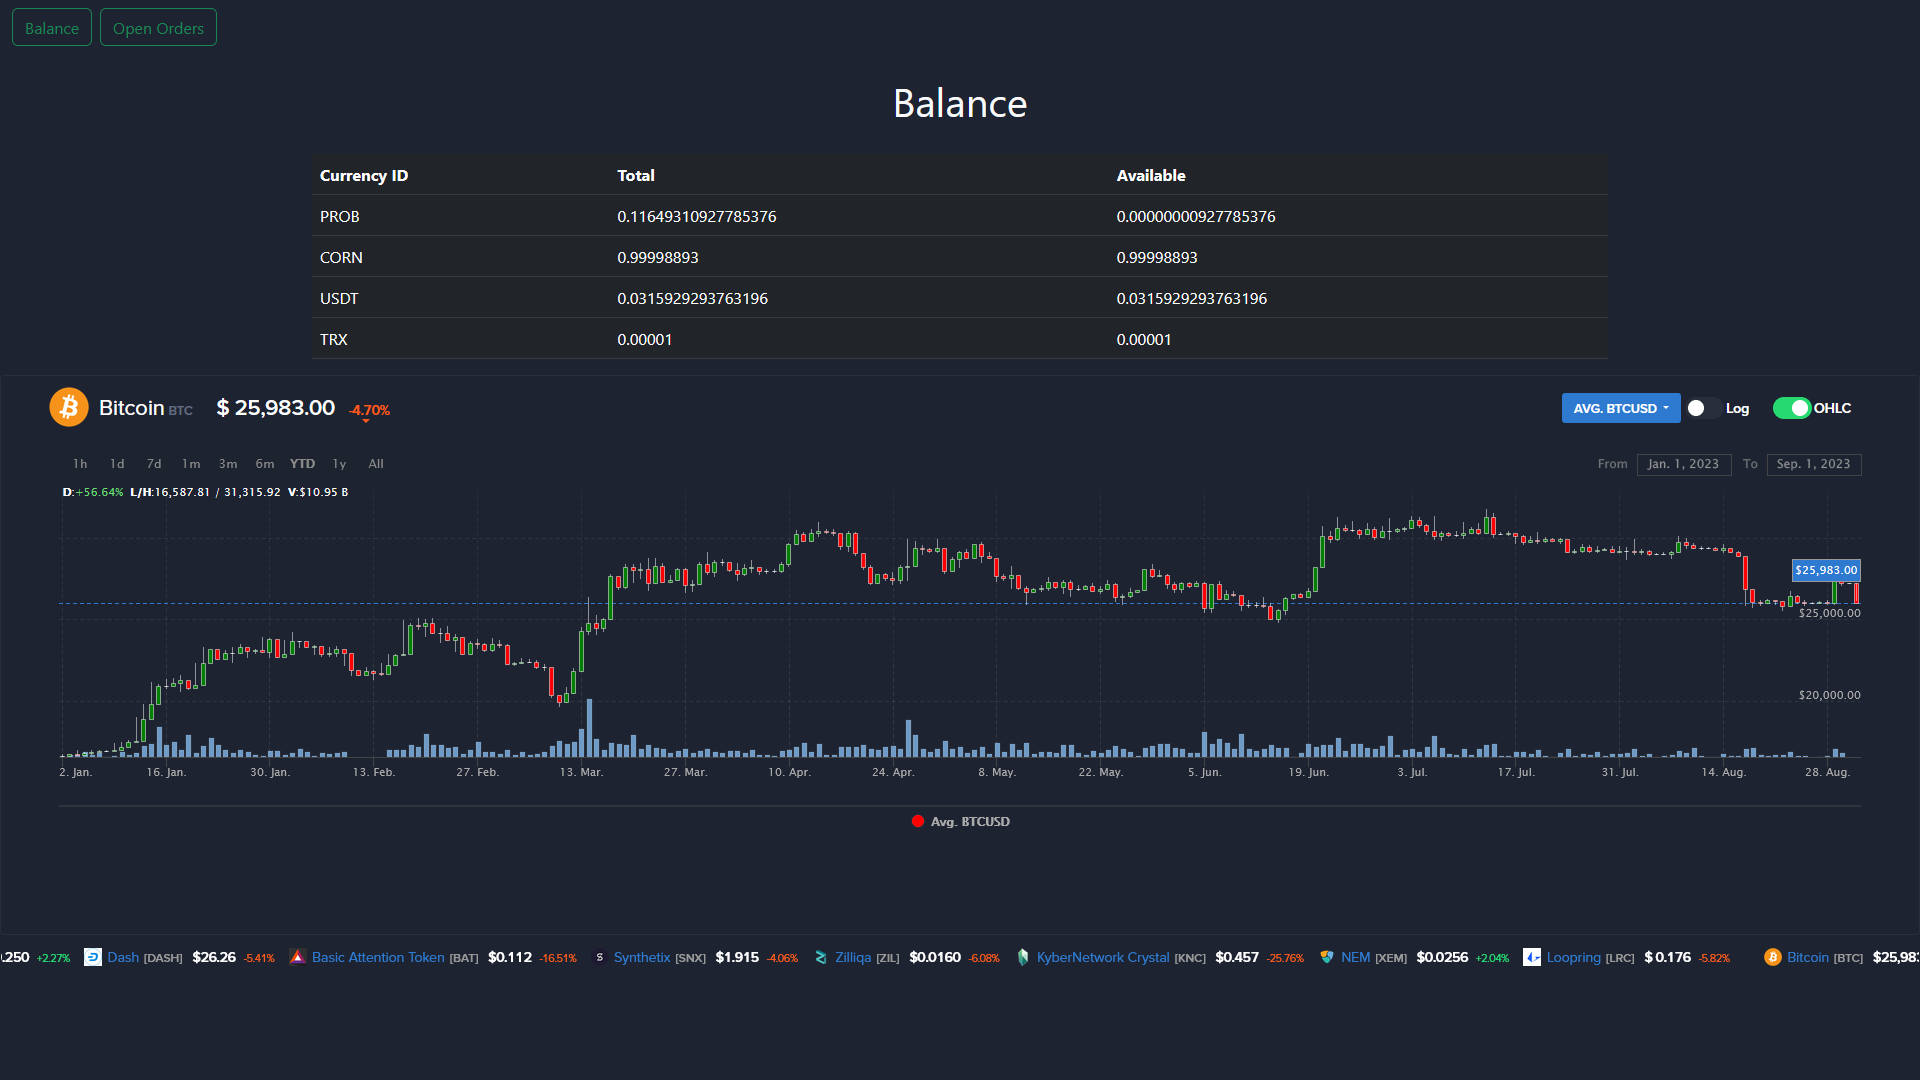 Balance Open Orders
Balance
Currency ID Total Available
PROB 0.11649310927785376 0.00000000927785376
CORN 0.99998893 0.99998893
USDT 0.0315929293763196 0.0315929293763196
TRX 0.00001 0.00001
Bitcoin BTC $ 25,983.00 -4.70% AVG. BTCUSD Log OHLC
1h 1d 7d 1m 3m 6m YTD 1y All From Jan. 1, 2023 To Sep. 1, 2023
D:+56.64% L/H:16,587.81 / 31,315.92 V:$10.95 B
$25,983.00
$25,000.00
$20,000.00
2. Jan. 16. Jan. 30. Jan. 13. Feb. 27. Feb. 13. Mar. 27. Mar. 10. Apr. 24. Apr. 8. May. 22. May. 5. Jun. 19. Jun. 3. Jul. 17. Jul. 31. Jul. 14. Aug. 28. Aug.
Avg. BTCUSD
.250 +2.27% Dash [DASH] $26.26 -5.41% Basic Attention Token [BAT] $0.112 -16.51% Synthetix [SNX] $1.915 -4.06% Zilliqa [ZIL] $0.0160 -6.08% KyberNetwork Crystal [KNC] $0.457 -25.76% NEM [XEM] $0.0256 +2.04% Loopring [LRC] $ 0.176 -5.82% Bitcoin [BTC] $25,983